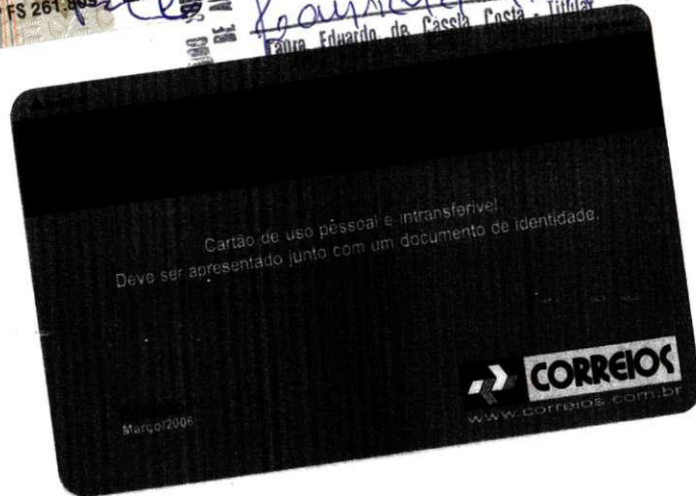 FS 261.809
Eduardo de Cássia Costa - Titular
Cartão de uso pessoal e intransferível.
Deve ser apresentado junto com um documento de identidade.
CORREIOS
www.correios.com.br
Março/2006